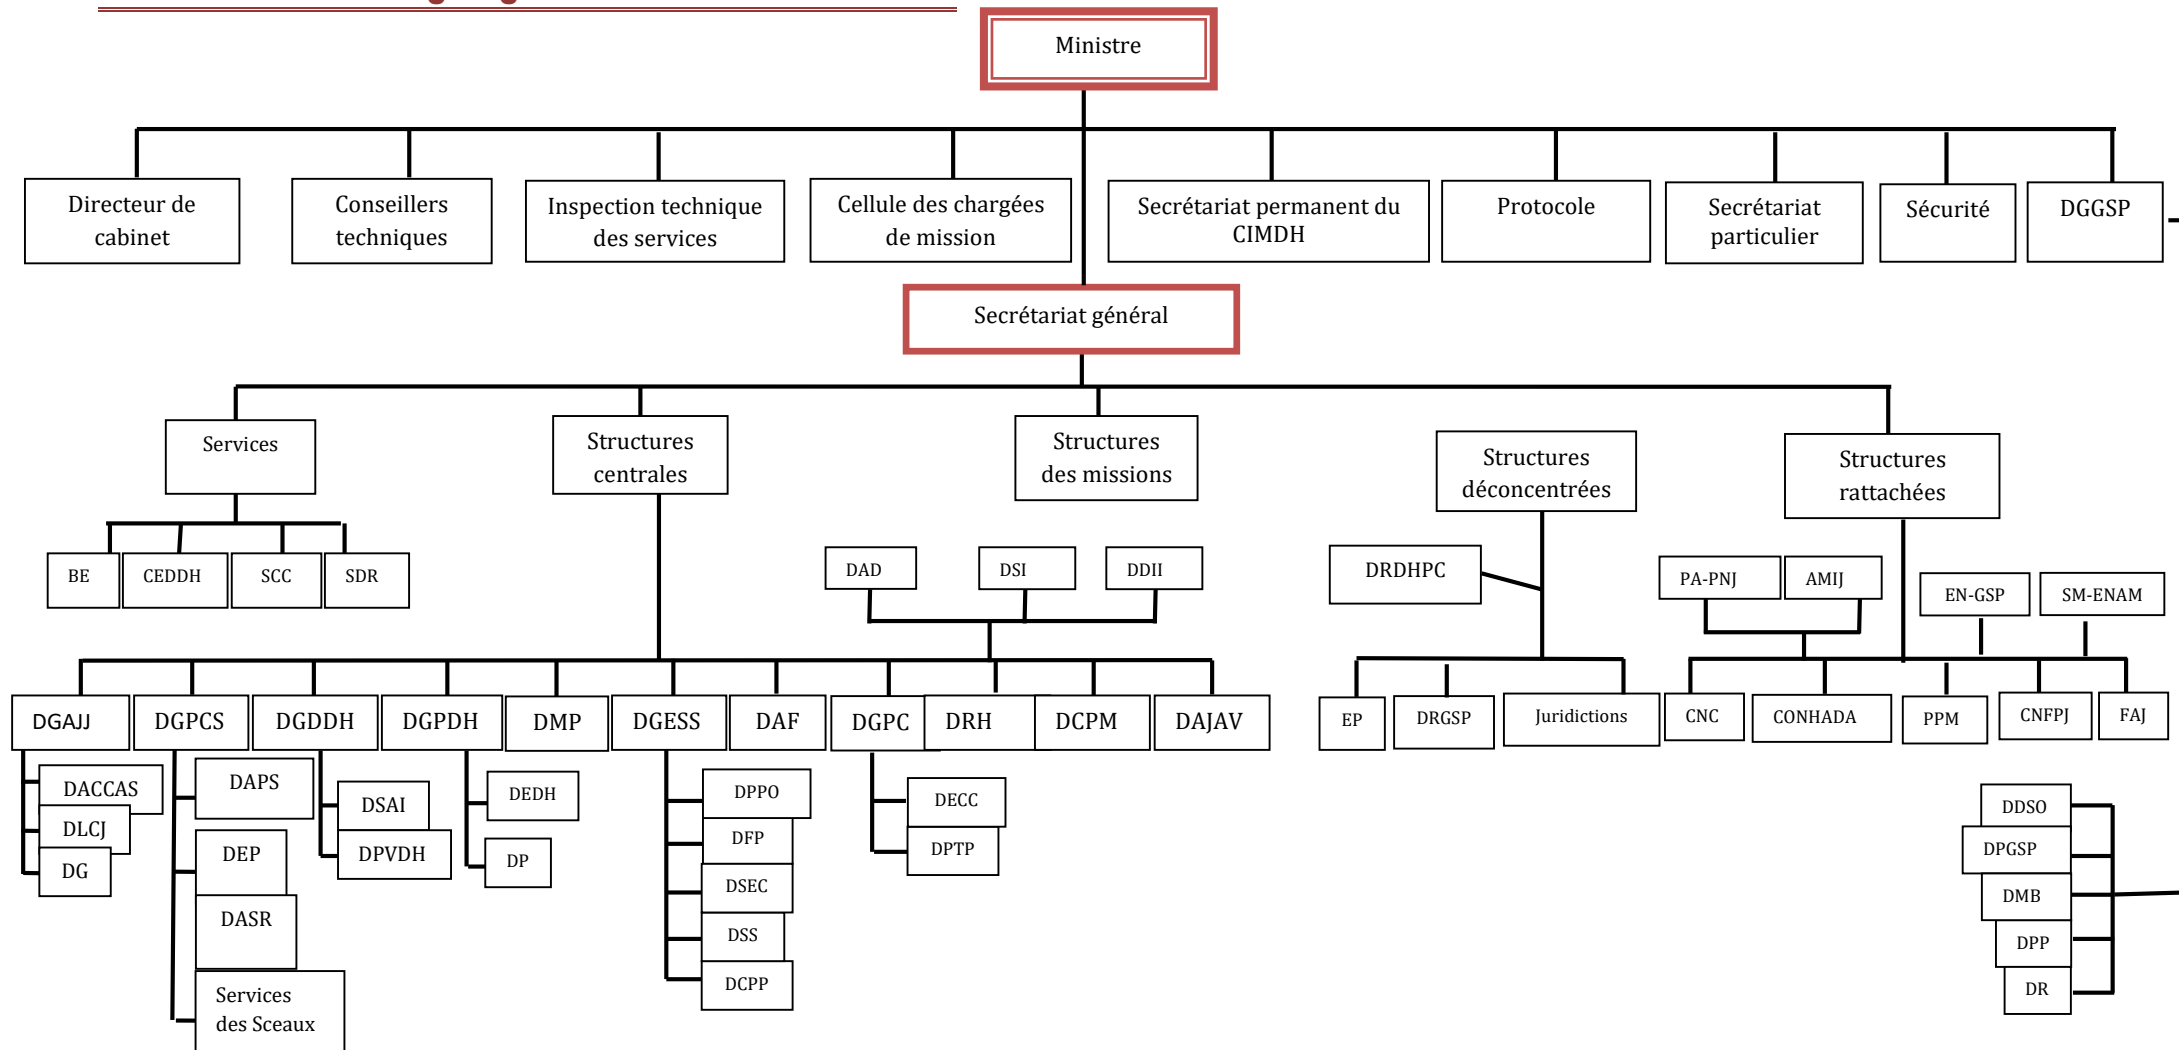 Ministre
Directeur de
cabinet
Conseillers
techniques
Inspection technique
des services
Cellule des chargées
de mission
Secrétariat permanent du
CIMDH
Protocole
Secrétariat
particulier
Sécurité
DGGSP
Secrétariat général
Services
Structures
centrales
Structures
des missions
Structures
déconcentrées
Structures
rattachées
BE
CEDDH
SCC
SDR
DAD
DSI
DDII
DRDHPC
PA-PNJ
AMIJ
EN-GSP
SM-ENAM
DGAJJ
DGPCS
DGDDH
DGPDH
DMP
DGESS
DAF
DGPC
DRH
DCPM
DAJAV
EP
DRGSP
Juridictions
CNC
CONHADA
PPM
CNFPJ
FAJ
DACCAS
DLCJ
DG
DAPS
DEP
DASR
Services
des Sceaux
DSAI
DPVDH
DEDH
DP
DPPO
DFP
DSEC
DSS
DCPP
DECC
DPTP
DDSO
DPGSP
DMB
DPP
DR